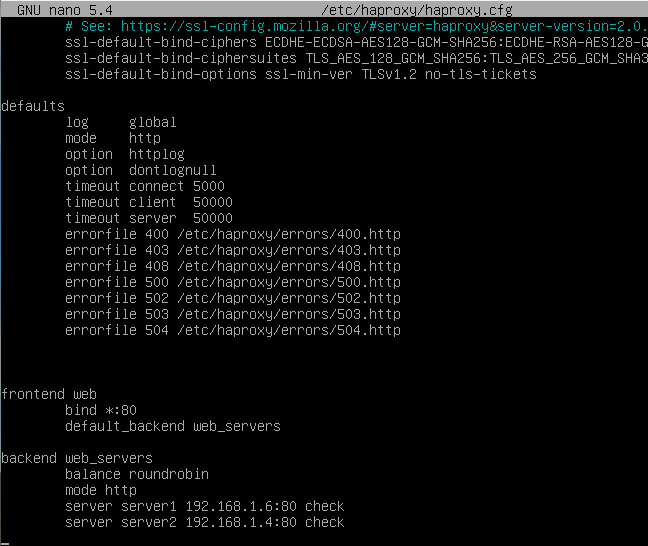 GNU nano 5.4 /etc/haproxy/haproxy.cfg
# See: https://ssl-config.mozilla.org/#server=haproxy&server-version=2.0.
ssl-default-bind-ciphers ECDHE-ECDSA-AES128-GCM-SHA256:ECDHE-RSA-AES128-G
ssl-default-bind-ciphersuites TLS_AES_128_GCM_SHA256:TLS_AES_256_GCM_SHA3
ssl-default-bind-options ssl-min-ver TLSv1.2 no-tls-tickets
defaults
log global
mode http
option httplog
option dontlognull
timeout connect 5000
timeout client 50000
timeout server 50000
errorfile 400 /etc/haproxy/errors/400.http
errorfile 403 /etc/haproxy/errors/403.http
errorfile 408 /etc/haproxy/errors/408.http
errorfile 500 /etc/haproxy/errors/500.http
errorfile 502 /etc/haproxy/errors/502.http
errorfile 503 /etc/haproxy/errors/503.http
errorfile 504 /etc/haproxy/errors/504.http
frontend web
bind *:80
default_backend web_servers
backend web_servers
balance roundrobin
mode http
server server1 192.168.1.6:80 check
server server2 192.168.1.4:80 check